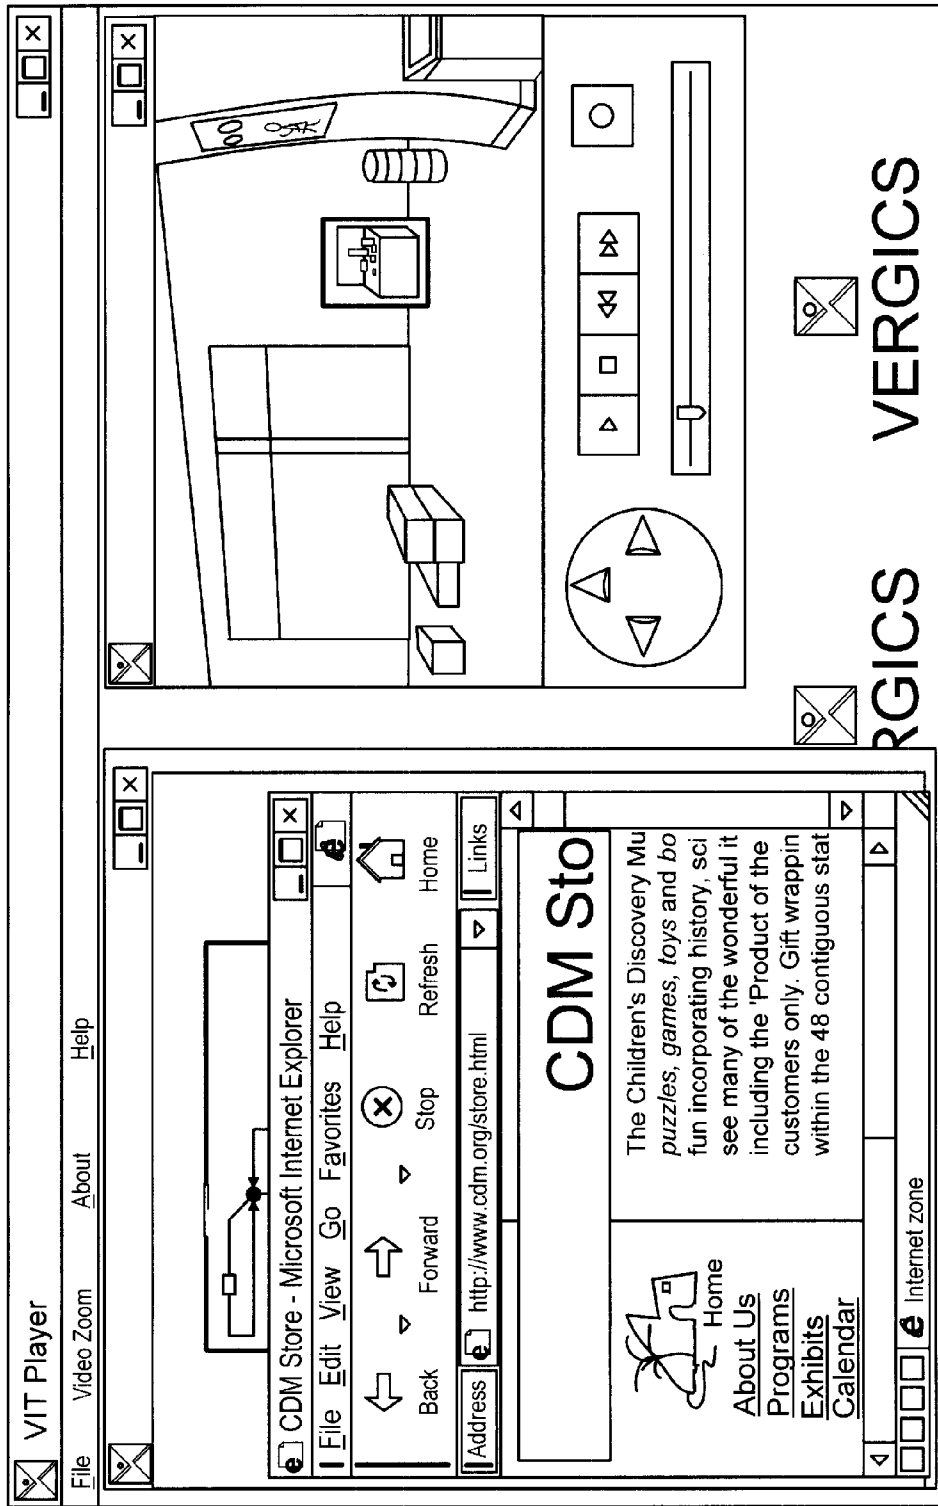 VIT Player
File Video Zoom About Help
CDM Store - Microsoft Internet Explorer
File Edit View Go Favorites Help
Back Forward Stop Refresh Home
Address http://www.cdm.org/store.html Links
CDM Sto
Home
About Us
Programs
Exhibits
Calendar
The Children's Discovery Mu
puzzles, games, toys and bo
fun incorporating history, sci
see many of the wonderful it
including the 'Product of the
customers only. Gift wrappin
within the 48 contiguous stat
Internet zone
RGICS VERGICS